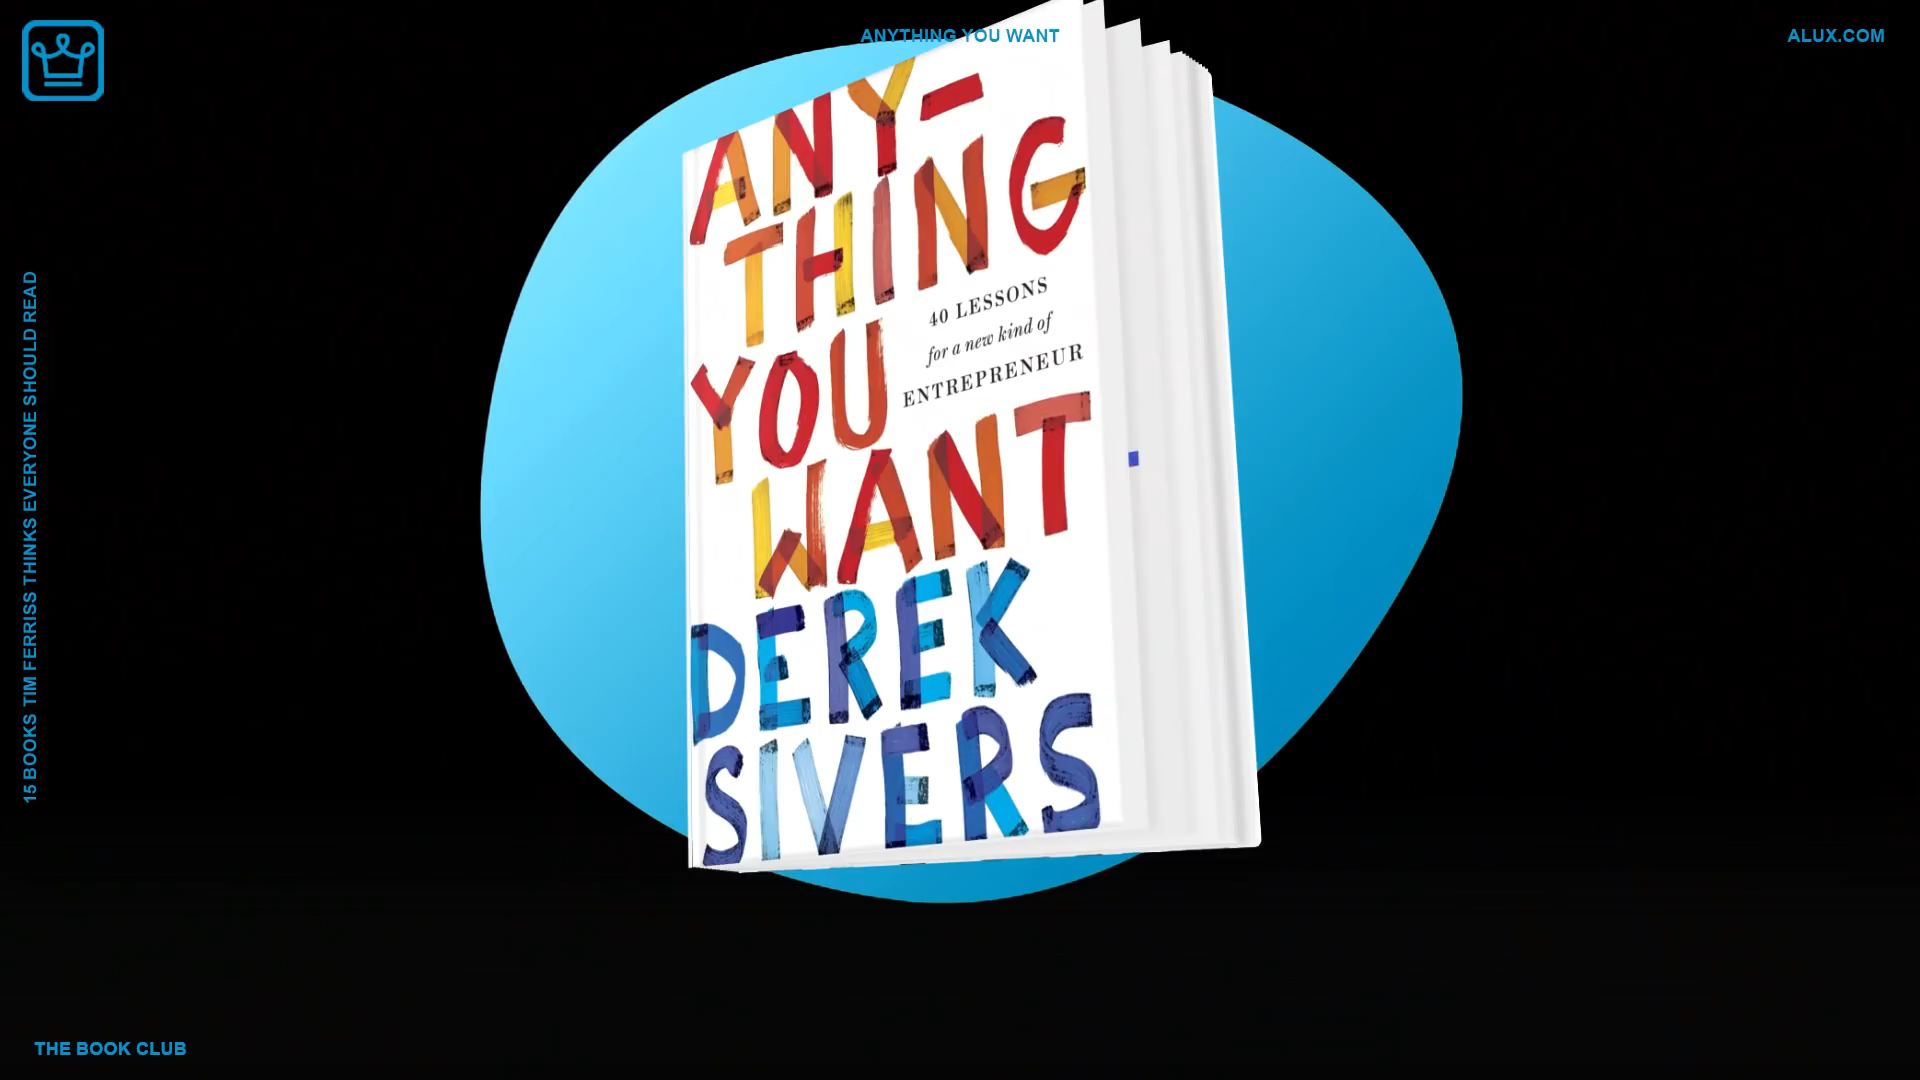 ANYTHING YOU WANT
ALUX.COM
15 BOOKS TIM FERRISS THINKS EVERYONE SHOULD READ
ANY-
THING
YOU
40 LESSONS
for a new kind of
ENTREPRENEUR
WANT
DEREK
SIVERS
THE BOOK CLUB